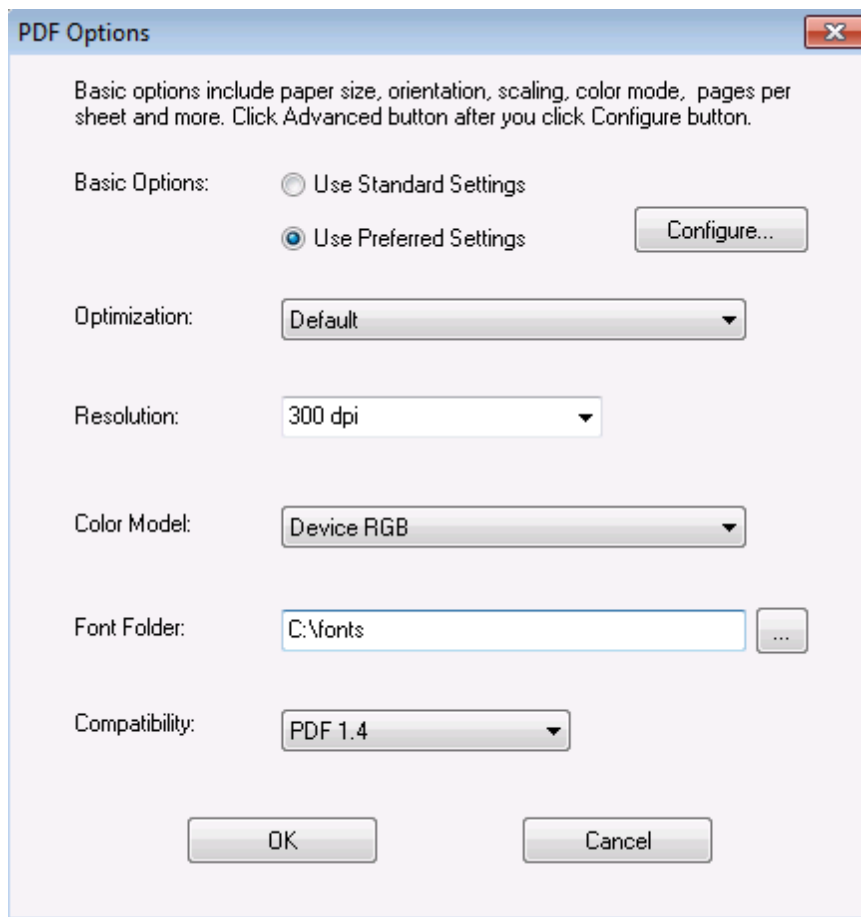 PDF Options
Basic options include paper size, orientation, scaling, color mode,  pages per
sheet and more. Click Advanced button after you click Configure button.
Basic Options:
Use Standard Settings
Use Preferred Settings
Configure...
Optimization:
Default
Resolution:
300 dpi
Color Model:
Device RGB
Font Folder:
C:\fonts
...
Compatibility:
PDF 1.4
OK
Cancel